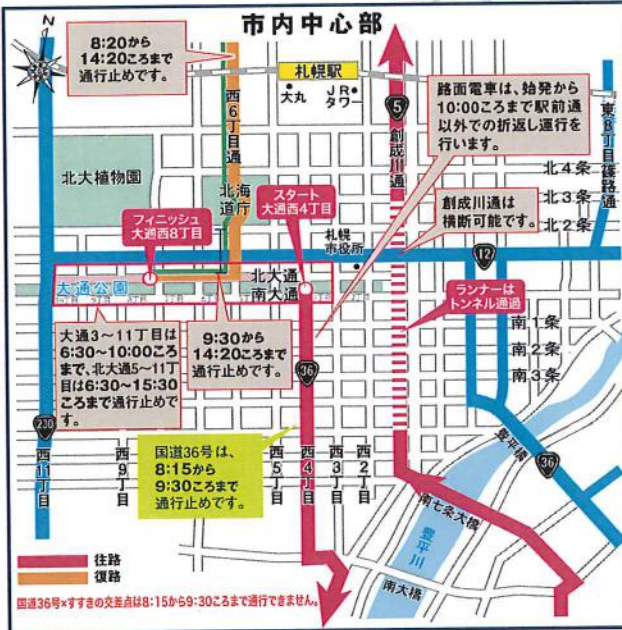 市内中心部
N
8:20から
14:20ころまで
通行止めです。
札幌駅
大丸
JR
タワー
5
創成川通
路面電車は、始発から
10:00ころまで駅前通
以外での折返し運行を
行います。
東8丁目篠路通
西6丁目通
北大植物園
北海
道庁
北4条
北3条
北2条
フィニッシュ
大通西8丁目
スタート
大通西4丁目
札幌
市役所
創成川通は
横断可能です。
12
大通公園
北大通
南大通
ランナーは
トンネル通過
大通3～11丁目は
6:30～10:00ころ
まで、北大通5～11丁
目は6:30～15:30
ころまで通行止めで
す。
9:30から
14:20ころまで
通行止めです。
南1条
南2条
南3条
36
230
西11丁目
西9丁目
国道36号は、
8:15から
9:30ころまで
通行止めです。
西5丁目
西4丁目
西3丁目
西2丁目
豊平橋
36
南七条大橋
豊平川
南大橋
往路
復路
国道36号×すすきの交差点は8:15から9:30ころまで通行できません。